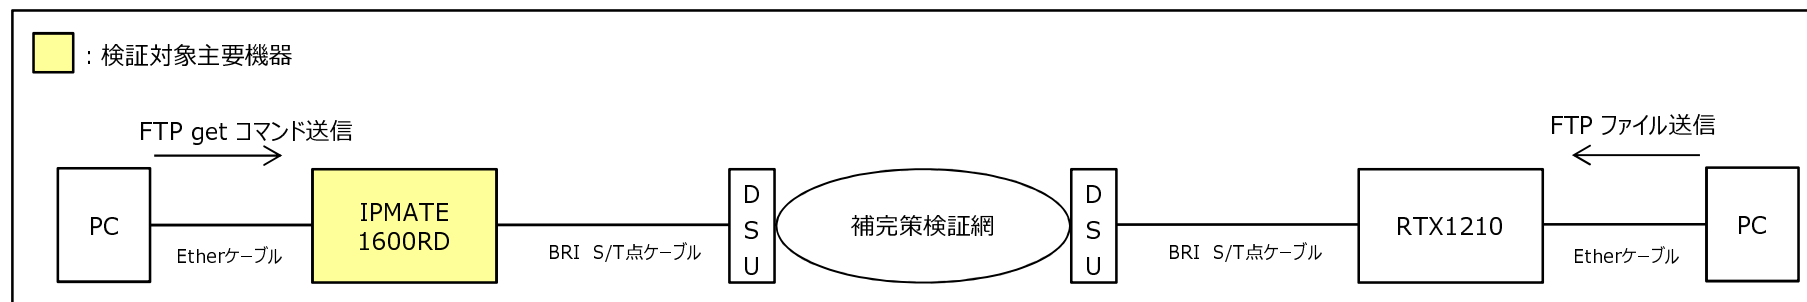 : 検証対象主要機器
FTP get コマンド送信
FTP ファイル送信
PC
IPMATE
1600RD
D
S
U
補完策検証網
D
S
U
RTX1210
PC
Etherケーブル
BRI S/T点ケーブル
BRI S/T点ケーブル
Etherケーブル